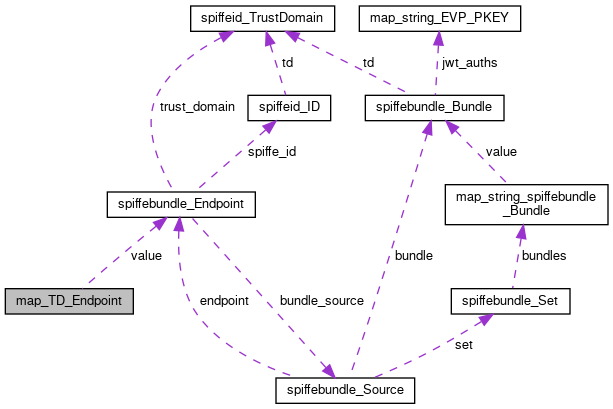 spiffeid_TrustDomain
map_string_EVP_PKEY
td
td
jwt_auths
trust_domain
spiffeid_ID
spiffebundle_Bundle
spiffe_id
value
spiffebundle_Endpoint
map_string_spiffebundle
_Bundle
value
bundle
bundles
map_TD_Endpoint
endpoint
bundle_source
spiffebundle_Set
set
spiffebundle_Source